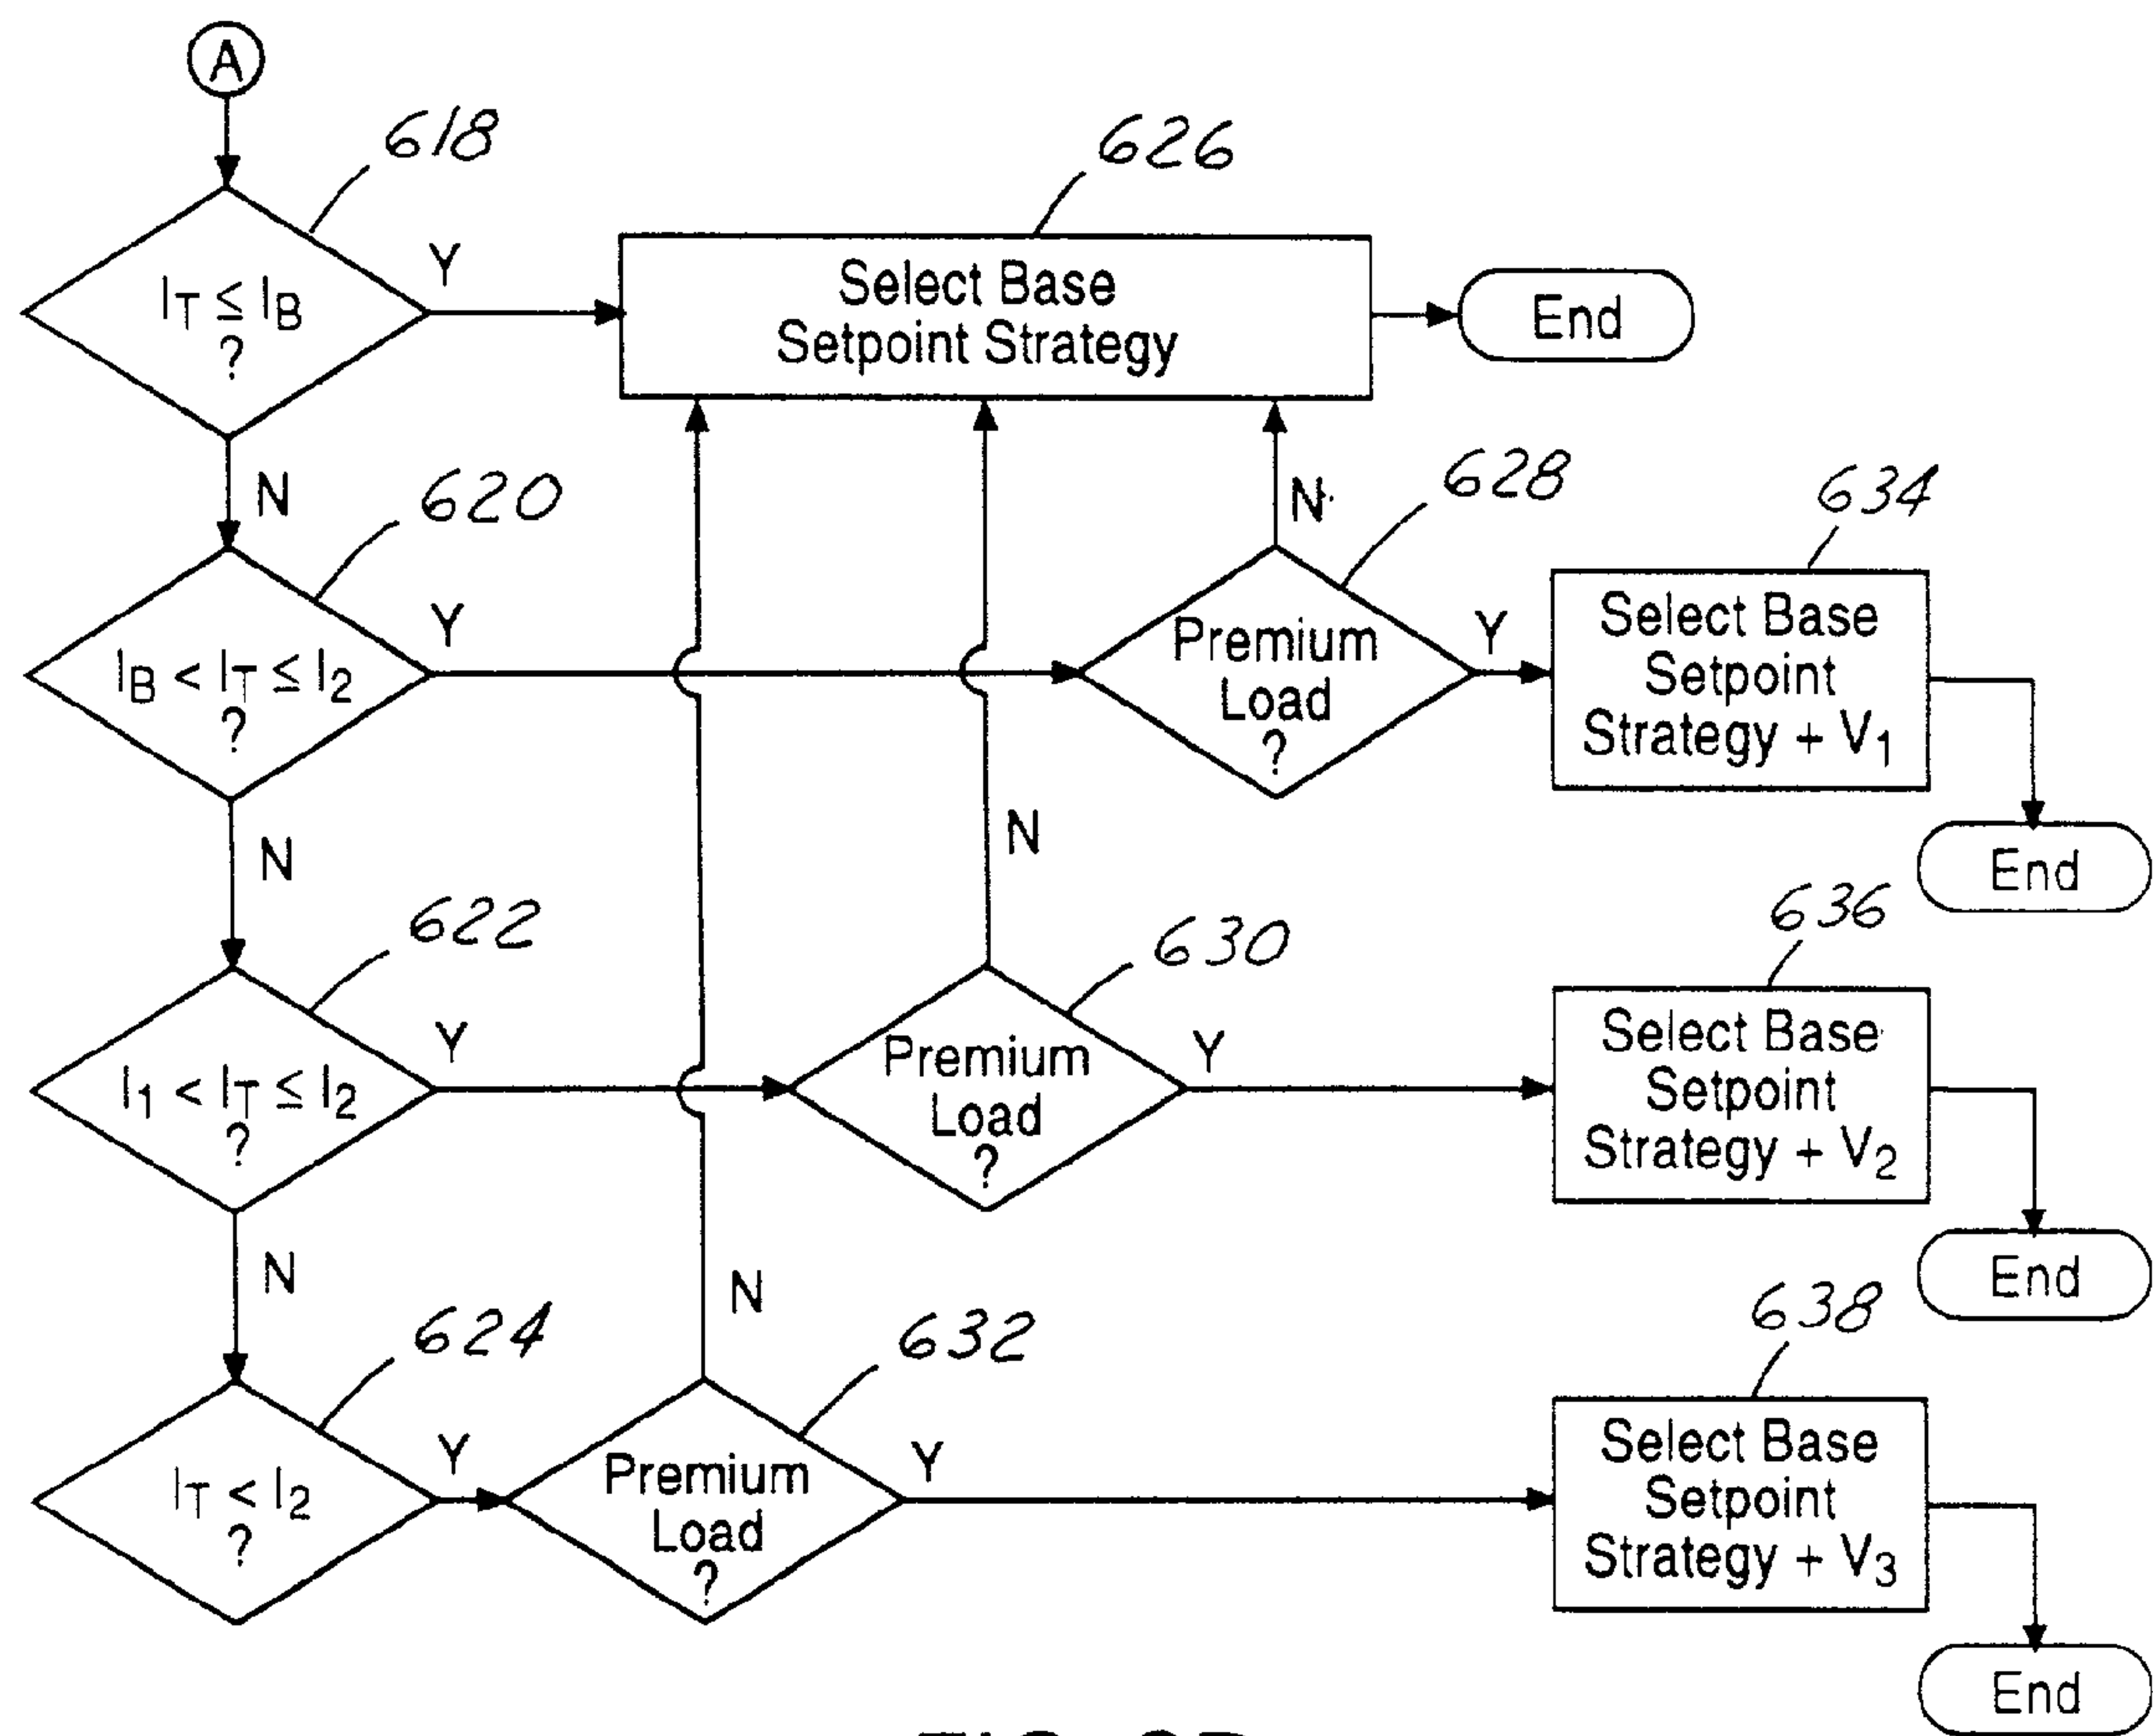 A
618
626
I_T ≤ I_B
?
Y
Select Base
Setpoint Strategy
End
N
620
628
634
I_B < I_T ≤ I_2
?
Y
N
Premium
Load
?
Y
Select Base
Setpoint
Strategy + V_1
End
N
N
622
630
636
I_1 < I_T ≤ I_2
?
Y
Premium
Load
?
Y
Select Base
Setpoint
Strategy + V_2
End
N
N
624
632
638
I_T < I_2
?
Y
Premium
Load
?
Y
Select Base
Setpoint
Strategy + V_3
End